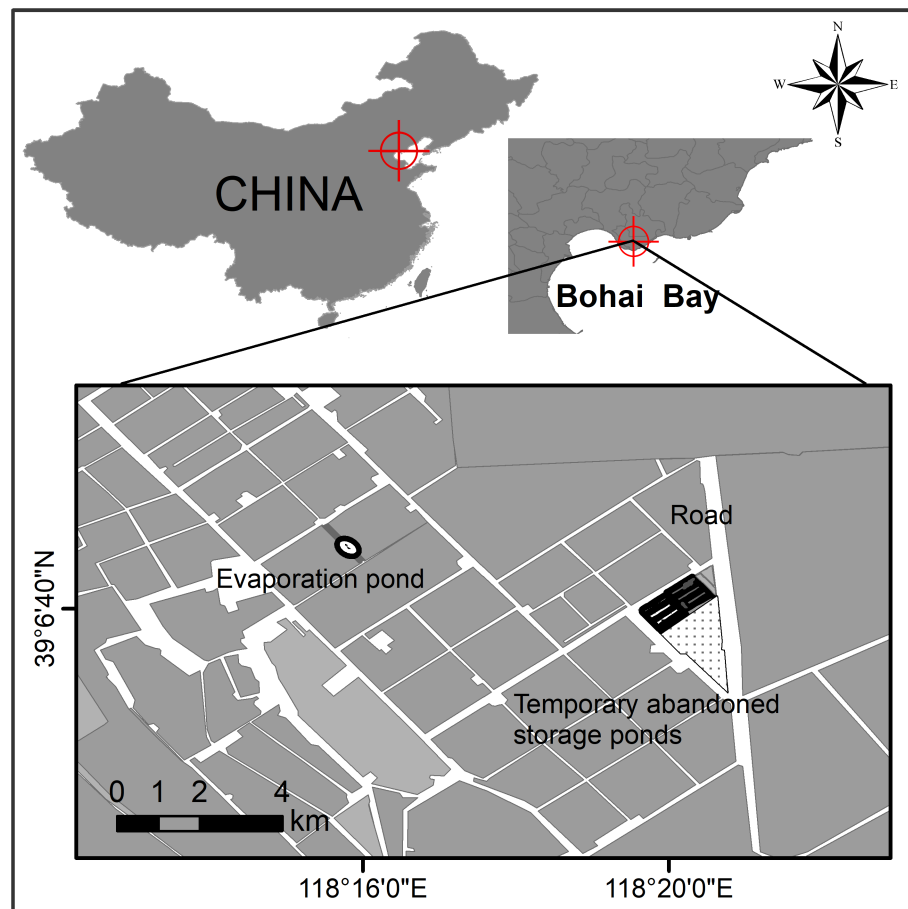 N
W E
S
CHINA
Bohai Bay
Road
Evaporation pond
39°6'40"N
Temporary abandoned
storage ponds
0 1 2 4
km
118°16'0"E 118°20'0"E